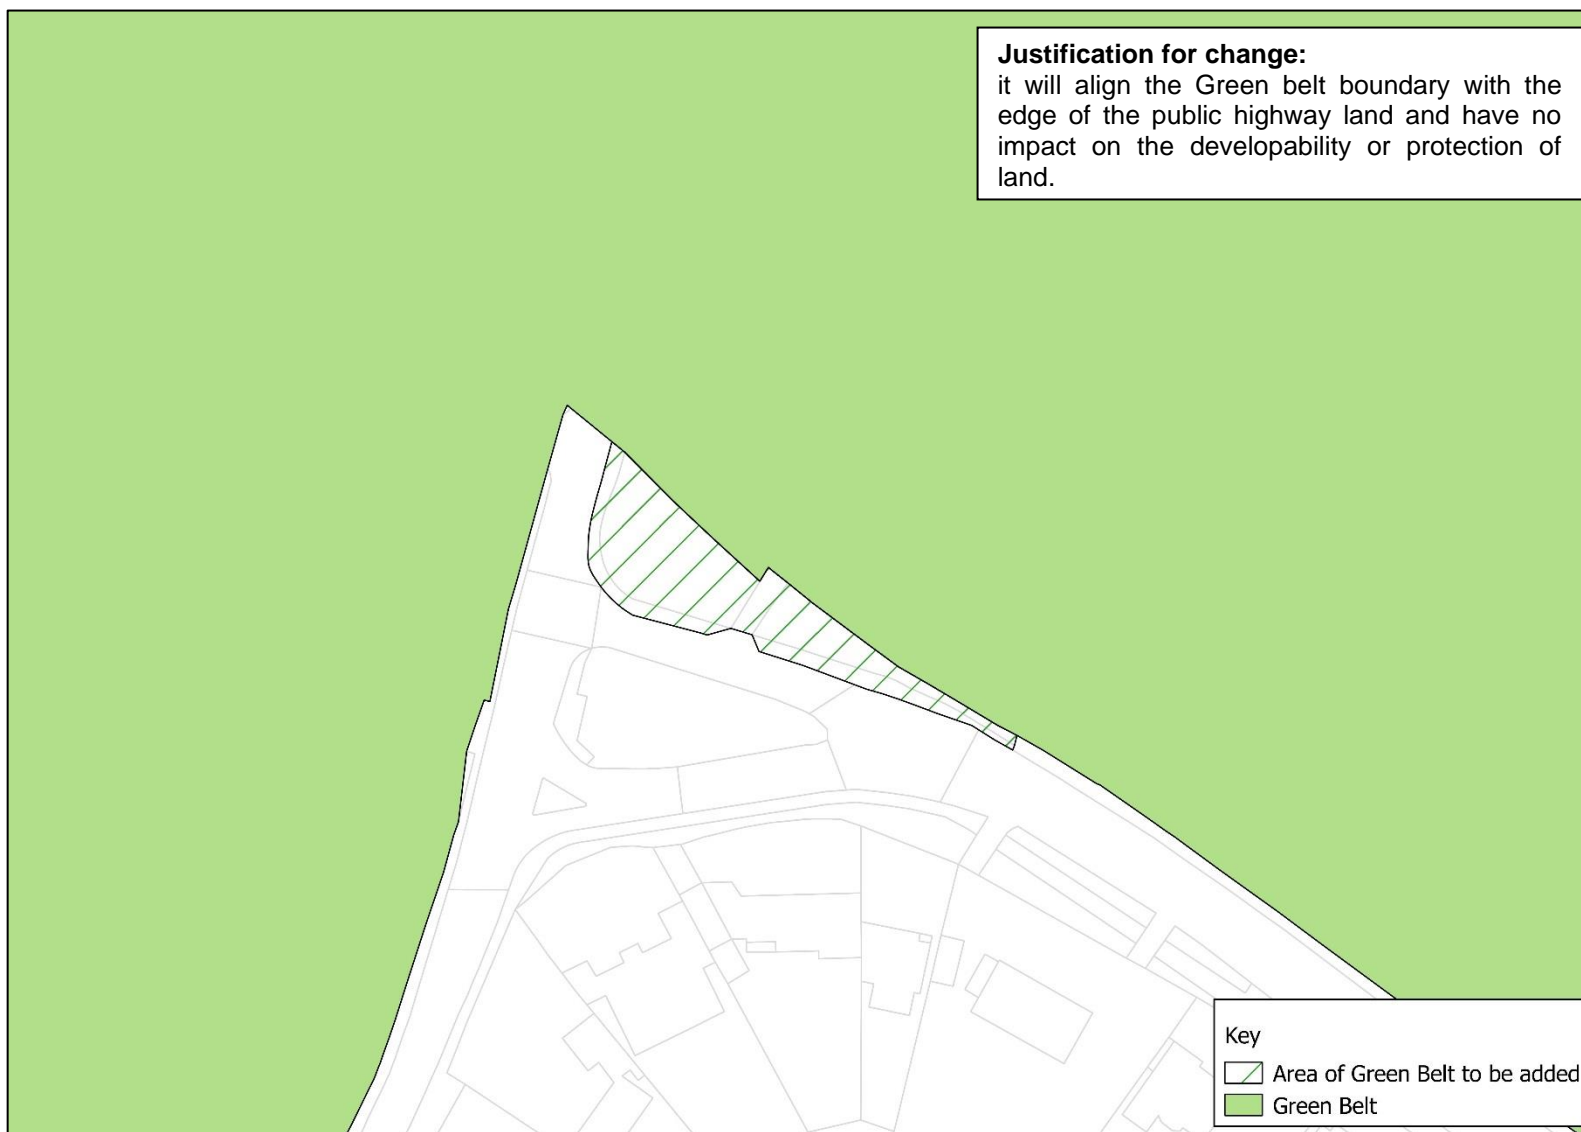 Justification for change:
it will align the Green belt boundary with the
edge of the public highway land and have no
impact on the developability or protection of
land.
Key
Area of Green Belt to be added
Green Belt